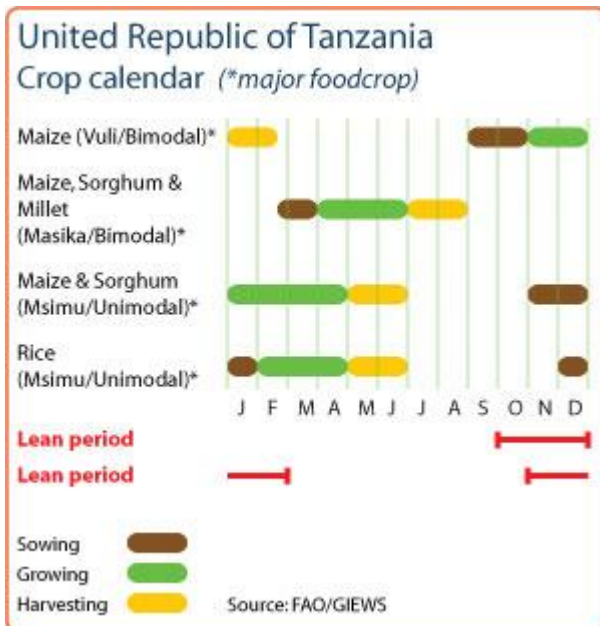 United Republic of Tanzania
Crop calendar (*major foodcrop)
Maize (Vuli/Bimodal)*
Maize, Sorghum &
Millet
(Masika/Bimodal)*
Maize & Sorghum
(Msimu/Unimodal)*
Rice
(Msimu/Unimodal)*
J F M A M J J A S O N D
Lean period
Lean period
Sowing
Growing
Harvesting
Source: FAO/GIEWS